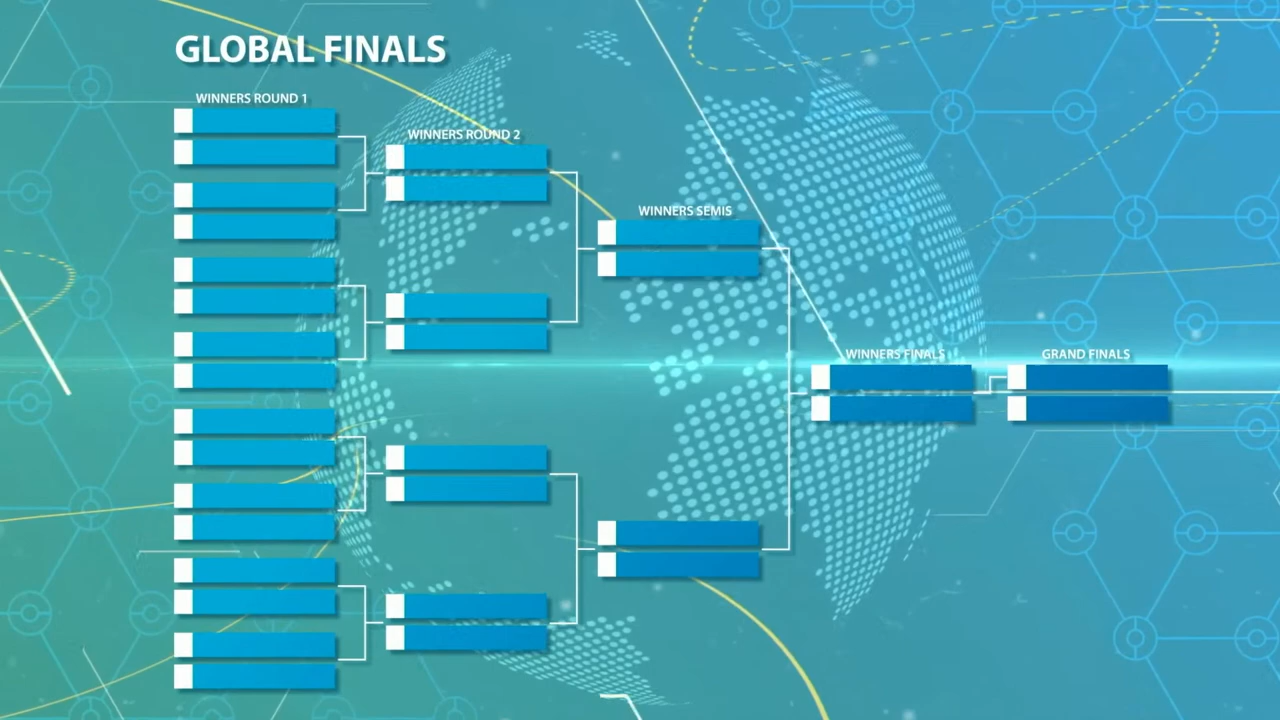 GLOBAL FINALS
WINNERS ROUND 1
WINNERS ROUND 2
WINNERS SEMIS
WINNERS FINALS
GRAND FINALS